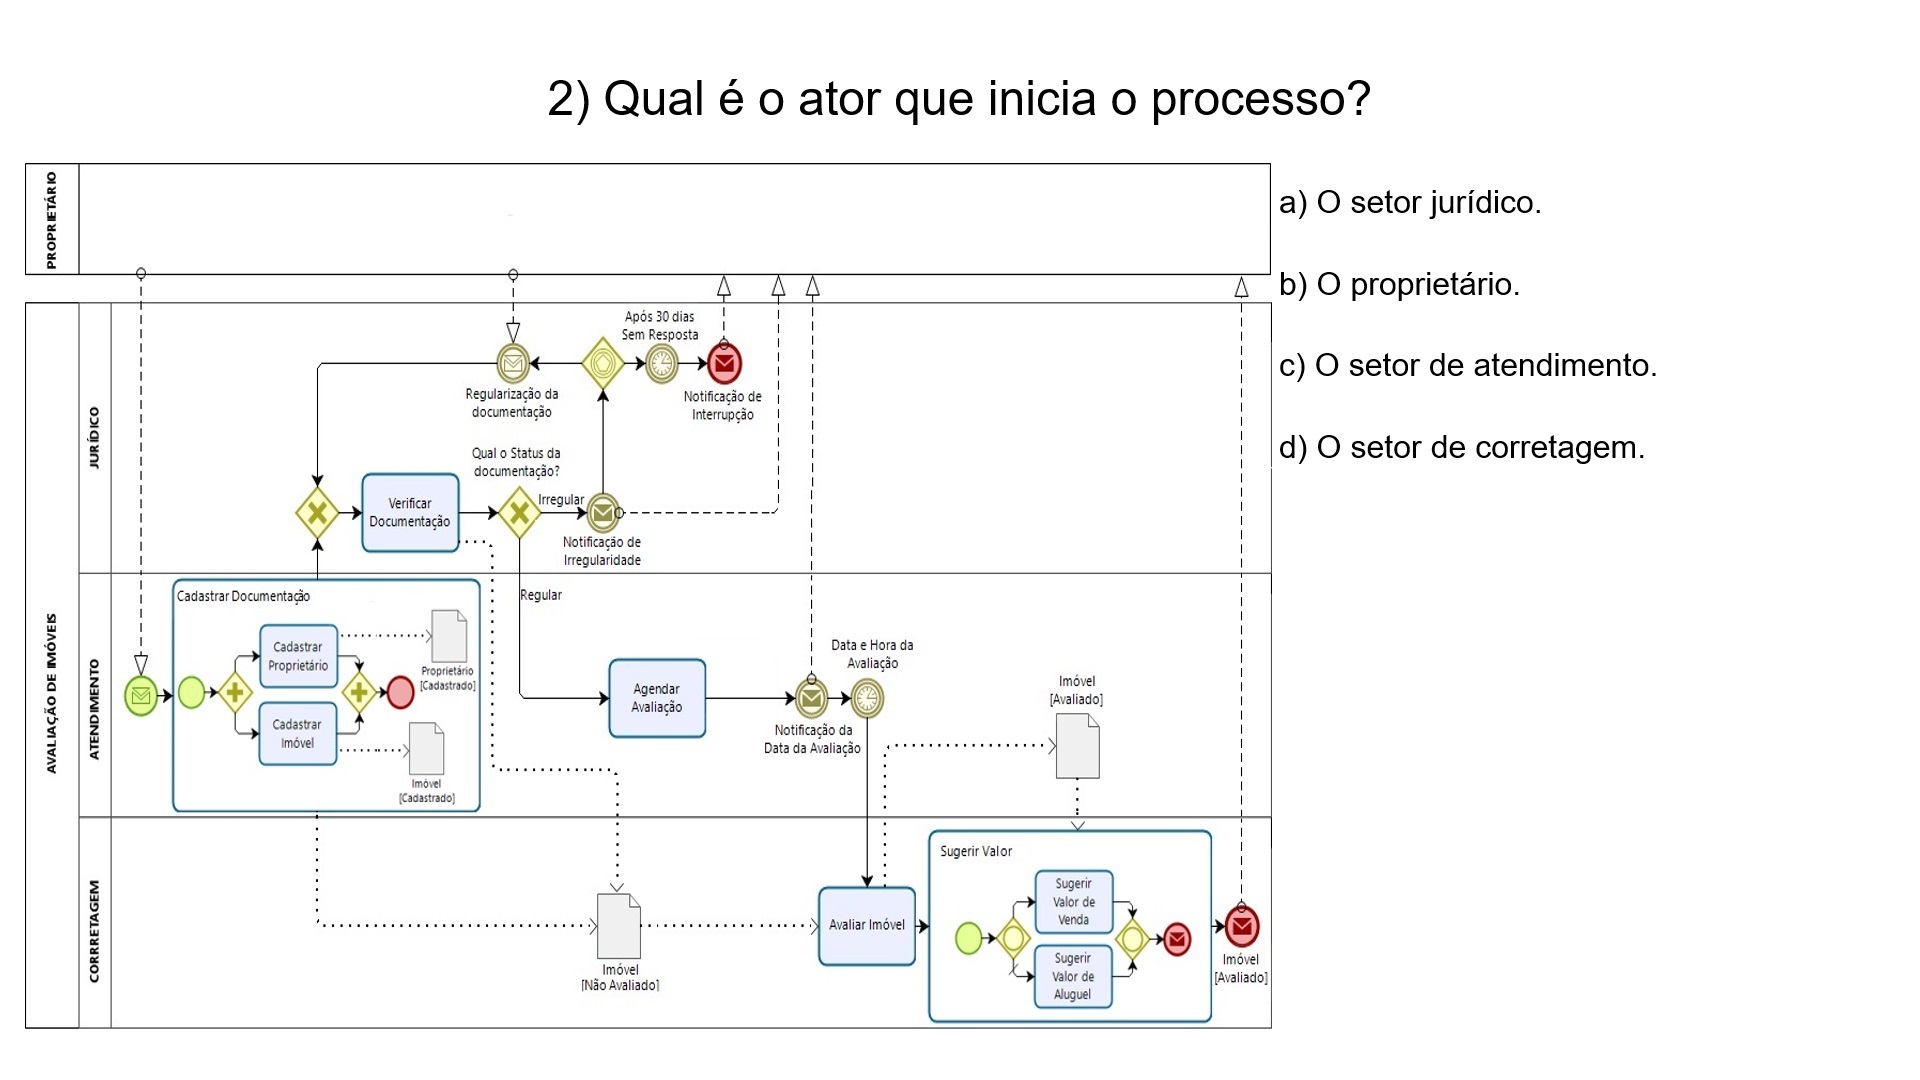 2) Qual é o ator que inicia o processo?
PROPRIETÁRIO
a) O setor jurídico.
b) O proprietário.
c) O setor de atendimento.
d) O setor de corretagem.
AVALIAÇÃO DE IMÓVEIS
JURÍDICO
Após 30 dias
Sem Resposta
Regularização da
documentação
Notificação de
Interrupção
Qual o Status da
documentação?
Verificar
Documentação
Irregular
Notificação de
Irregularidade
Regular
ATENDIMENTO
Cadastrar Documentação
Cadastrar
Proprietário
Proprietário
[Cadastrado]
Cadastrar
Imóvel
Imóvel
[Cadastrado]
Agendar
Avaliação
Data e Hora da
Avaliação
Notificação da
Data da Avaliação
Imóvel
[Avaliado]
CORRETAGEM
Imóvel
[Não Avaliado]
Avaliar Imóvel
Sugerir Valor
Sugerir
Valor de
Venda
Sugerir
Valor de
Aluguel
Imóvel
[Avaliado]